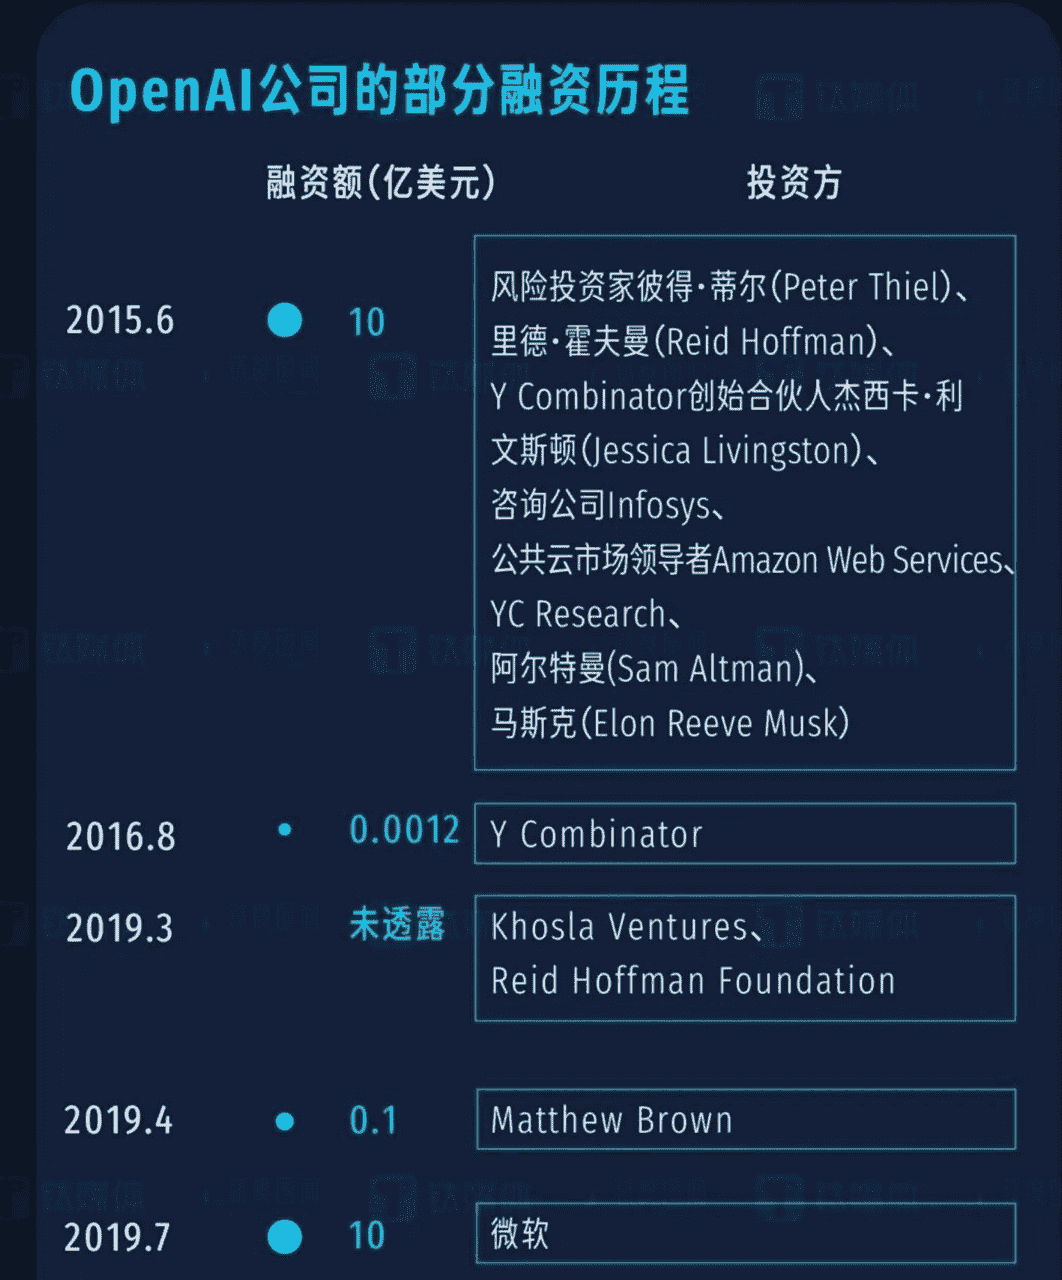 OpenAI公司的部分融资历程
融资额(亿美元) 投资方
2015.6 10
风险投资家彼得·蒂尔(Peter Thiel)、
里德·霍夫曼(Reid Hoffman)、
Y Combinator创始合伙人杰西卡·利
文斯顿(Jessica Livingston)、
咨询公司Infosys、
公共云市场领导者Amazon Web Services、
YC Research、
阿尔特曼(Sam Altman)、
马斯克(Elon Reeve Musk)
2016.8 0.0012 Y Combinator
2019.3 未透露 Khosla Ventures、
Reid Hoffman Foundation
2019.4 0.1 Matthew Brown
2019.7 10 微软